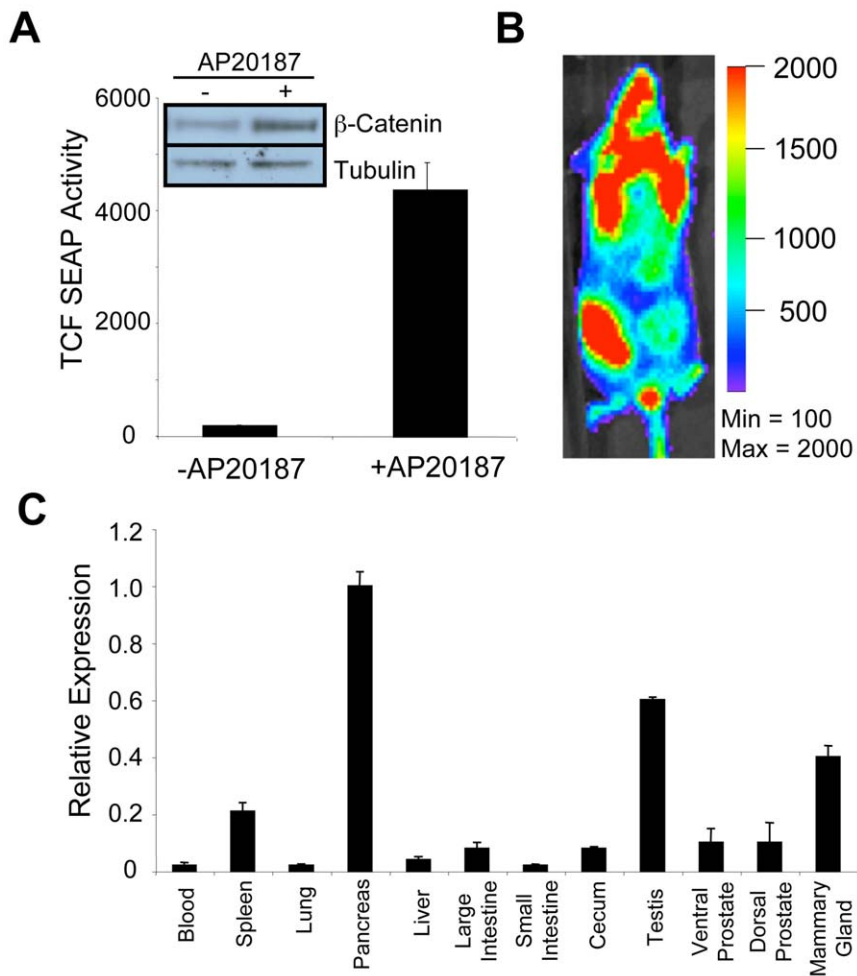 A
AP20187
- +
β-Catenin
Tubulin
TCF SEAP Activity
6000
4000
2000
0
-AP20187 +AP20187
B
2000
1500
1000
500
Min = 100
Max = 2000
C
Relative Expression
1.2
1.0
0.8
0.6
0.4
0.2
0
Blood
Spleen
Lung
Pancreas
Liver
Large
Intestine
Small
Intestine
Cecum
Testis
Ventral
Prostate
Dorsal
Prostate
Mammary
Gland